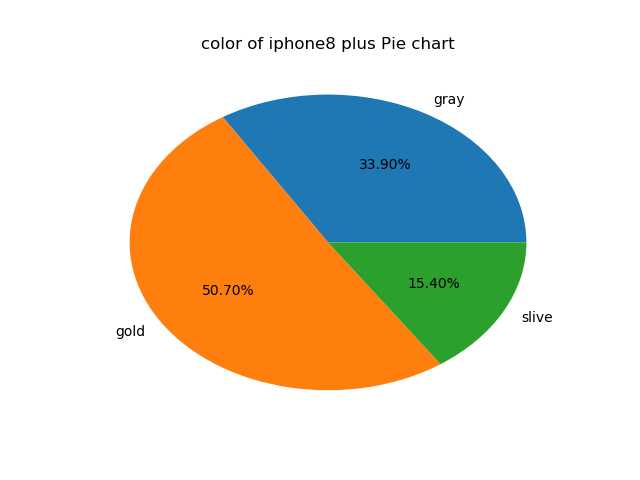 color of iphone8 plus Pie chart
gray
33.90%
50.70%
15.40%
slive
gold